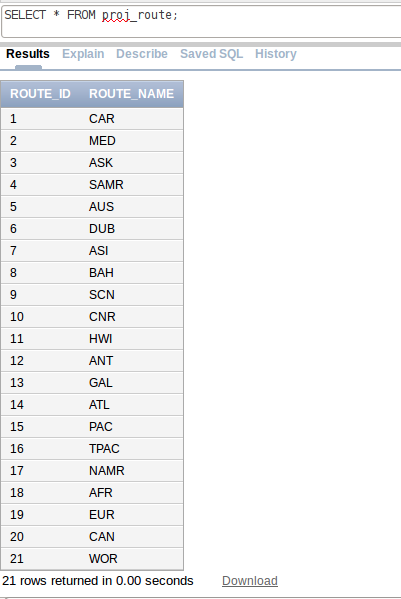 SELECT * FROM proj_route;
Results Explain Describe Saved SQL History
ROUTE_ID ROUTE_NAME
1 CAR
2 MED
3 ASK
4 SAMR
5 AUS
6 DUB
7 ASI
8 BAH
9 SCN
10 CNR
11 HWI
12 ANT
13 GAL
14 ATL
15 PAC
16 TPAC
17 NAMR
18 AFR
19 EUR
20 CAN
21 WOR
21 rows returned in 0.00 seconds Download